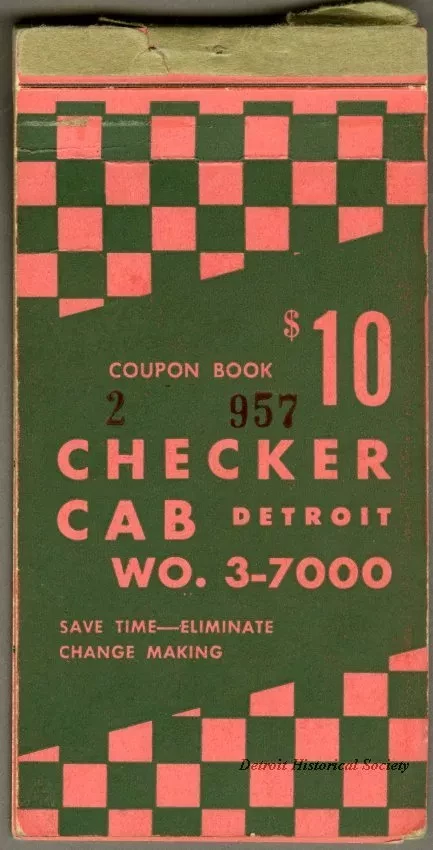 $10
COUPON BOOK
2 957
CHECKER
CAB DETROIT
WO. 3-7000
SAVE TIME—ELIMINATE
CHANGE MAKING
Detroit Historical Society